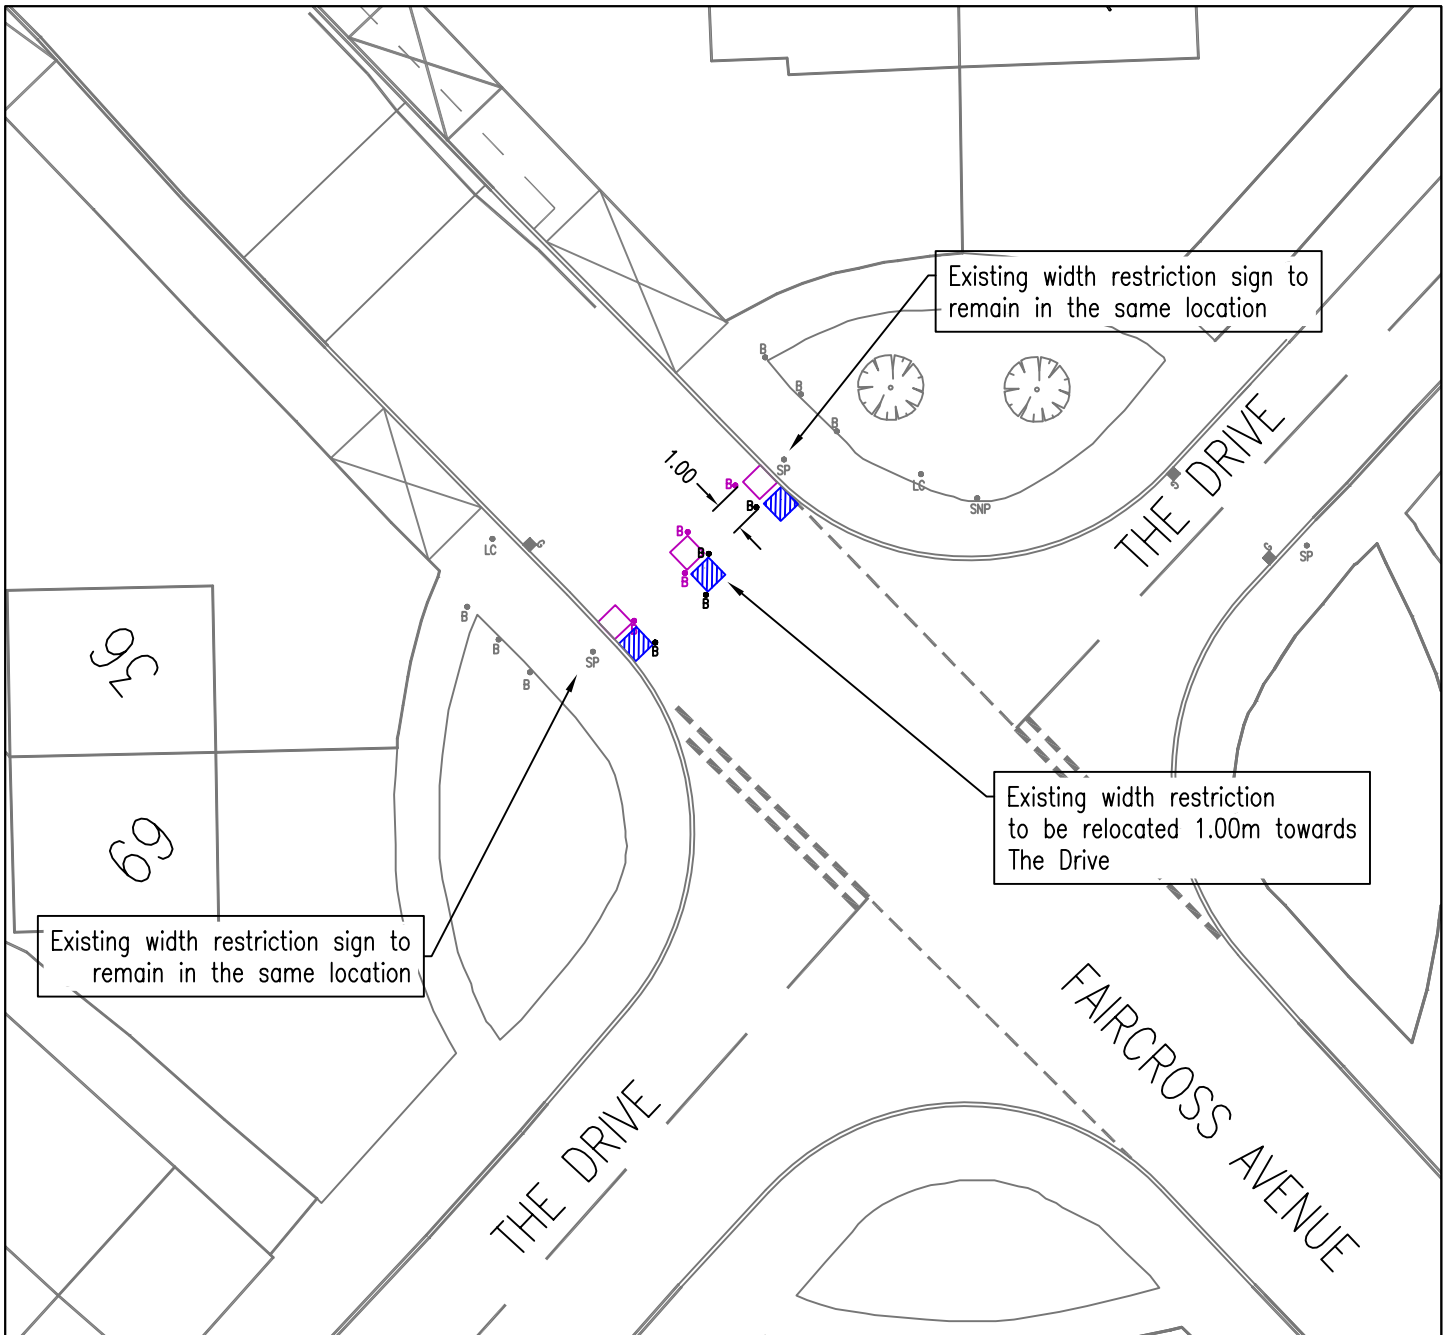 Existing width restriction sign to
remain in the same location
B
B
B
SP
LC
SNP
1.00
B
B
B
B
B
B
B
B
B
THE DRIVE
G
G
SP
LC
G
B
B
B
SP
36
69
Existing width restriction
to be relocated 1.00m towards
The Drive
Existing width restriction sign to
remain in the same location
FAIRCROSS AVENUE
THE DRIVE